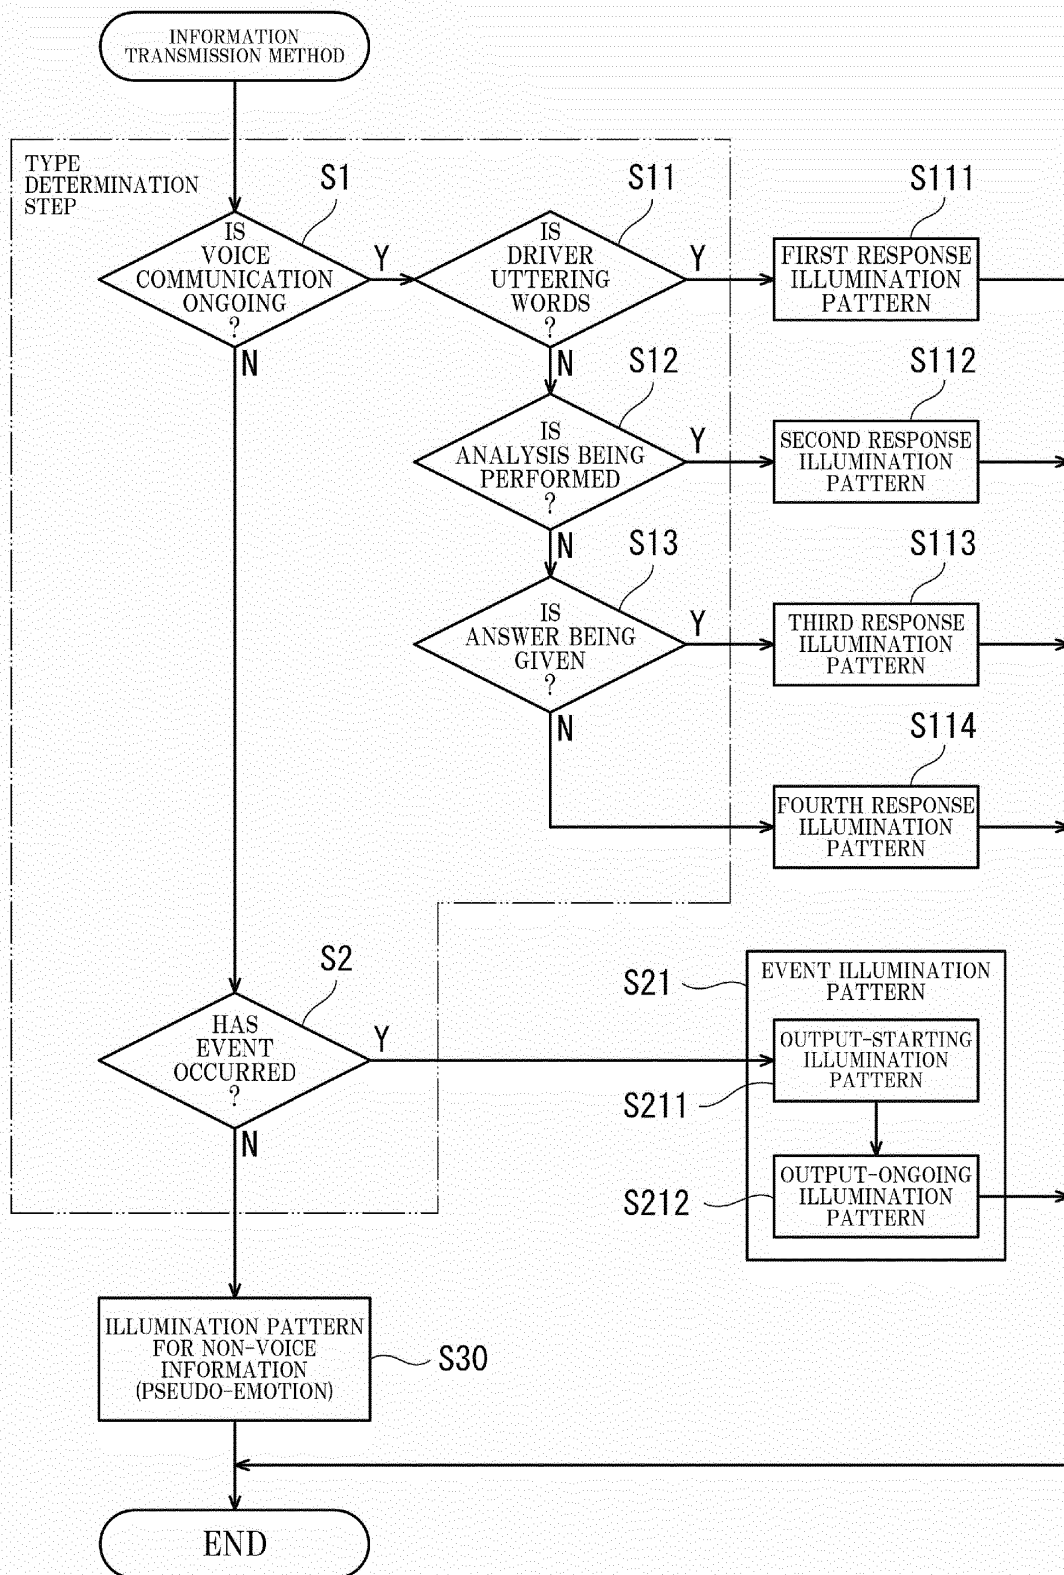 INFORMATION
TRANSMISSION METHOD
TYPE
DETERMINATION
STEP
S1
IS
VOICE
COMMUNICATION
ONGOING
?
Y
N
S11
IS
DRIVER
UTTERING
WORDS
?
Y
N
S111
FIRST RESPONSE
ILLUMINATION
PATTERN
S12
IS
ANALYSIS BEING
PERFORMED
?
Y
N
S112
SECOND RESPONSE
ILLUMINATION
PATTERN
S13
IS
ANSWER BEING
GIVEN
?
Y
N
S113
THIRD RESPONSE
ILLUMINATION
PATTERN
S114
FOURTH RESPONSE
ILLUMINATION
PATTERN
S2
HAS
EVENT
OCCURRED
?
Y
N
S21
EVENT ILLUMINATION
PATTERN
OUTPUT-STARTING
ILLUMINATION
PATTERN
S211
OUTPUT-ONGOING
ILLUMINATION
PATTERN
S212
ILLUMINATION PATTERN
FOR NON-VOICE
INFORMATION
(PSEUDO-EMOTION)
S30
END